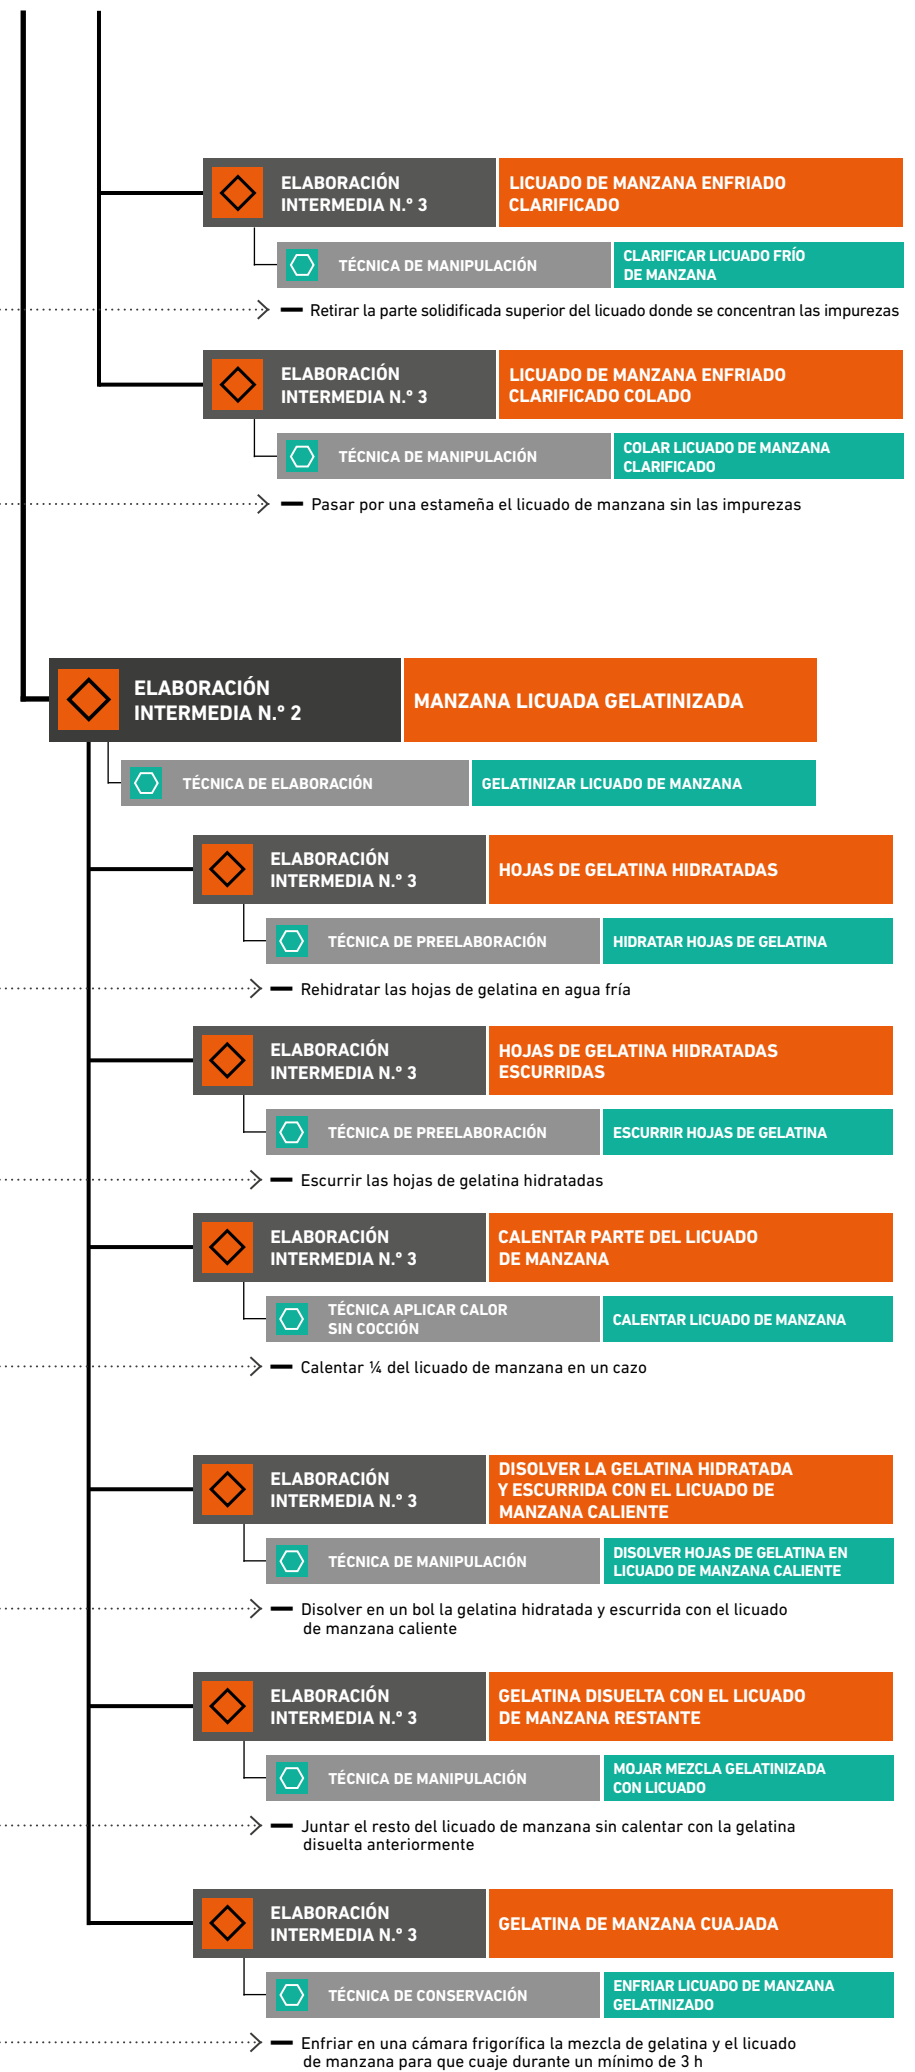 ELABORACIÓN
INTERMEDIA N.º 3
LICUADO DE MANZANA ENFRIADO
CLARIFICADO
TÉCNICA DE MANIPULACIÓN
CLARIFICAR LICUADO FRÍO
DE MANZANA
Retirar la parte solidificada superior del licuado donde se concentran las impurezas
ELABORACIÓN
INTERMEDIA N.º 3
LICUADO DE MANZANA ENFRIADO
CLARIFICADO COLADO
TÉCNICA DE MANIPULACIÓN
COLAR LICUADO DE MANZANA
CLARIFICADO
Pasar por una estameña el licuado de manzana sin las impurezas
ELABORACIÓN
INTERMEDIA N.º 2
MANZANA LICUADA GELATINIZADA
TÉCNICA DE ELABORACIÓN
GELATINIZAR LICUADO DE MANZANA
ELABORACIÓN
INTERMEDIA N.º 3
HOJAS DE GELATINA HIDRATADAS
TÉCNICA DE PREELABORACIÓN
HIDRATAR HOJAS DE GELATINA
Rehidratar las hojas de gelatina en agua fría
ELABORACIÓN
INTERMEDIA N.º 3
HOJAS DE GELATINA HIDRATADAS
ESCURRIDAS
TÉCNICA DE PREELABORACIÓN
ESCURRIR HOJAS DE GELATINA
Escurrir las hojas de gelatina hidratadas
ELABORACIÓN
INTERMEDIA N.º 3
CALENTAR PARTE DEL LICUADO
DE MANZANA
TÉCNICA APLICAR CALOR
SIN COCCIÓN
CALENTAR LICUADO DE MANZANA
Calentar ¼ del licuado de manzana en un cazo
ELABORACIÓN
INTERMEDIA N.º 3
DISOLVER LA GELATINA HIDRATADA
Y ESCURRIDA CON EL LICUADO DE
MANZANA CALIENTE
TÉCNICA DE MANIPULACIÓN
DISOLVER HOJAS DE GELATINA EN
LICUADO DE MANZANA CALIENTE
Disolver en un bol la gelatina hidratada y escurrida con el licuado
de manzana caliente
ELABORACIÓN
INTERMEDIA N.º 3
GELATINA DISUELTA CON EL LICUADO
DE MANZANA RESTANTE
TÉCNICA DE MANIPULACIÓN
MOJAR MEZCLA GELATINIZADA
CON LICUADO
Juntar el resto del licuado de manzana sin calentar con la gelatina
disuelta anteriormente
ELABORACIÓN
INTERMEDIA N.º 3
GELATINA DE MANZANA CUAJADA
TÉCNICA DE CONSERVACIÓN
ENFRIAR LICUADO DE MANZANA
GELATINIZADO
Enfriar en una cámara frigorífica la mezcla de gelatina y el licuado
de manzana para que cuaje durante un mínimo de 3 h